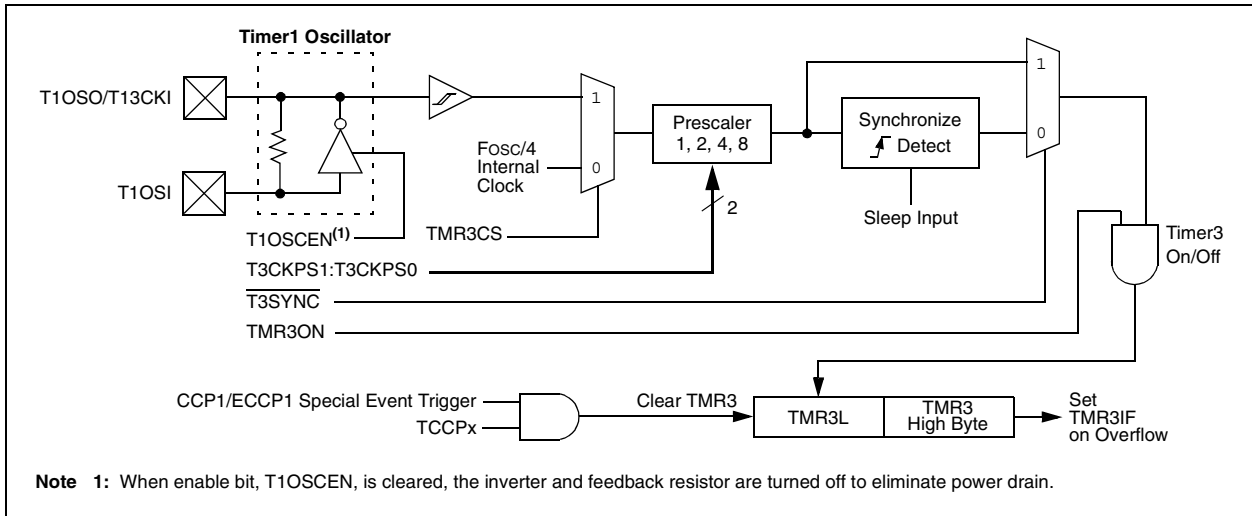 Timer1 Oscillator
T1OSO/T13CKI
T1OSI
1
0
FOSC/4
Internal
Clock
Prescaler
1, 2, 4, 8
Synchronize
Detect
1
0
2
Sleep Input
T1OSCEN(1)
TMR3CS
Timer3
On/Off
T3CKPS1:T3CKPS0
T3SYNC
TMR3ON
CCP1/ECCP1 Special Event Trigger
TCCPx
Clear TMR3
TMR3L
TMR3
High Byte
Set
TMR3IF
on Overflow
Note 1: When enable bit, T1OSCEN, is cleared, the inverter and feedback resistor are turned off to eliminate power drain.